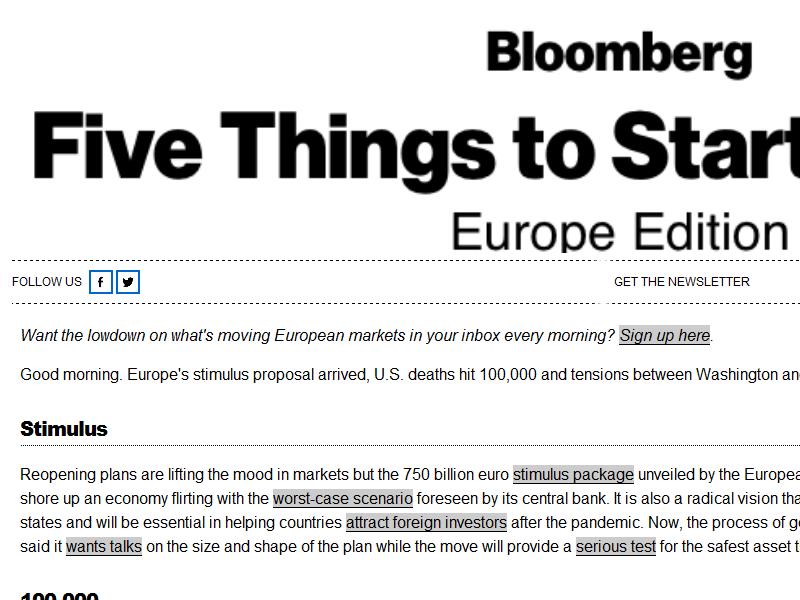 Bloomberg
Five Things to Start
Europe Edition
FOLLOW US
GET THE NEWSLETTER
Want the lowdown on what's moving European markets in your inbox every morning? Sign up here.
Good morning. Europe's stimulus proposal arrived, U.S. deaths hit 100,000 and tensions between Washington an
Stimulus
Reopening plans are lifting the mood in markets but the 750 billion euro stimulus package unveiled by the Europea
shore up an economy flirting with the worst-case scenario foreseen by its central bank. It is also a radical vision tha
states and will be essential in helping countries attract foreign investors after the pandemic. Now, the process of g
said it wants talks on the size and shape of the plan while the move will provide a serious test for the safest asset t
100,000